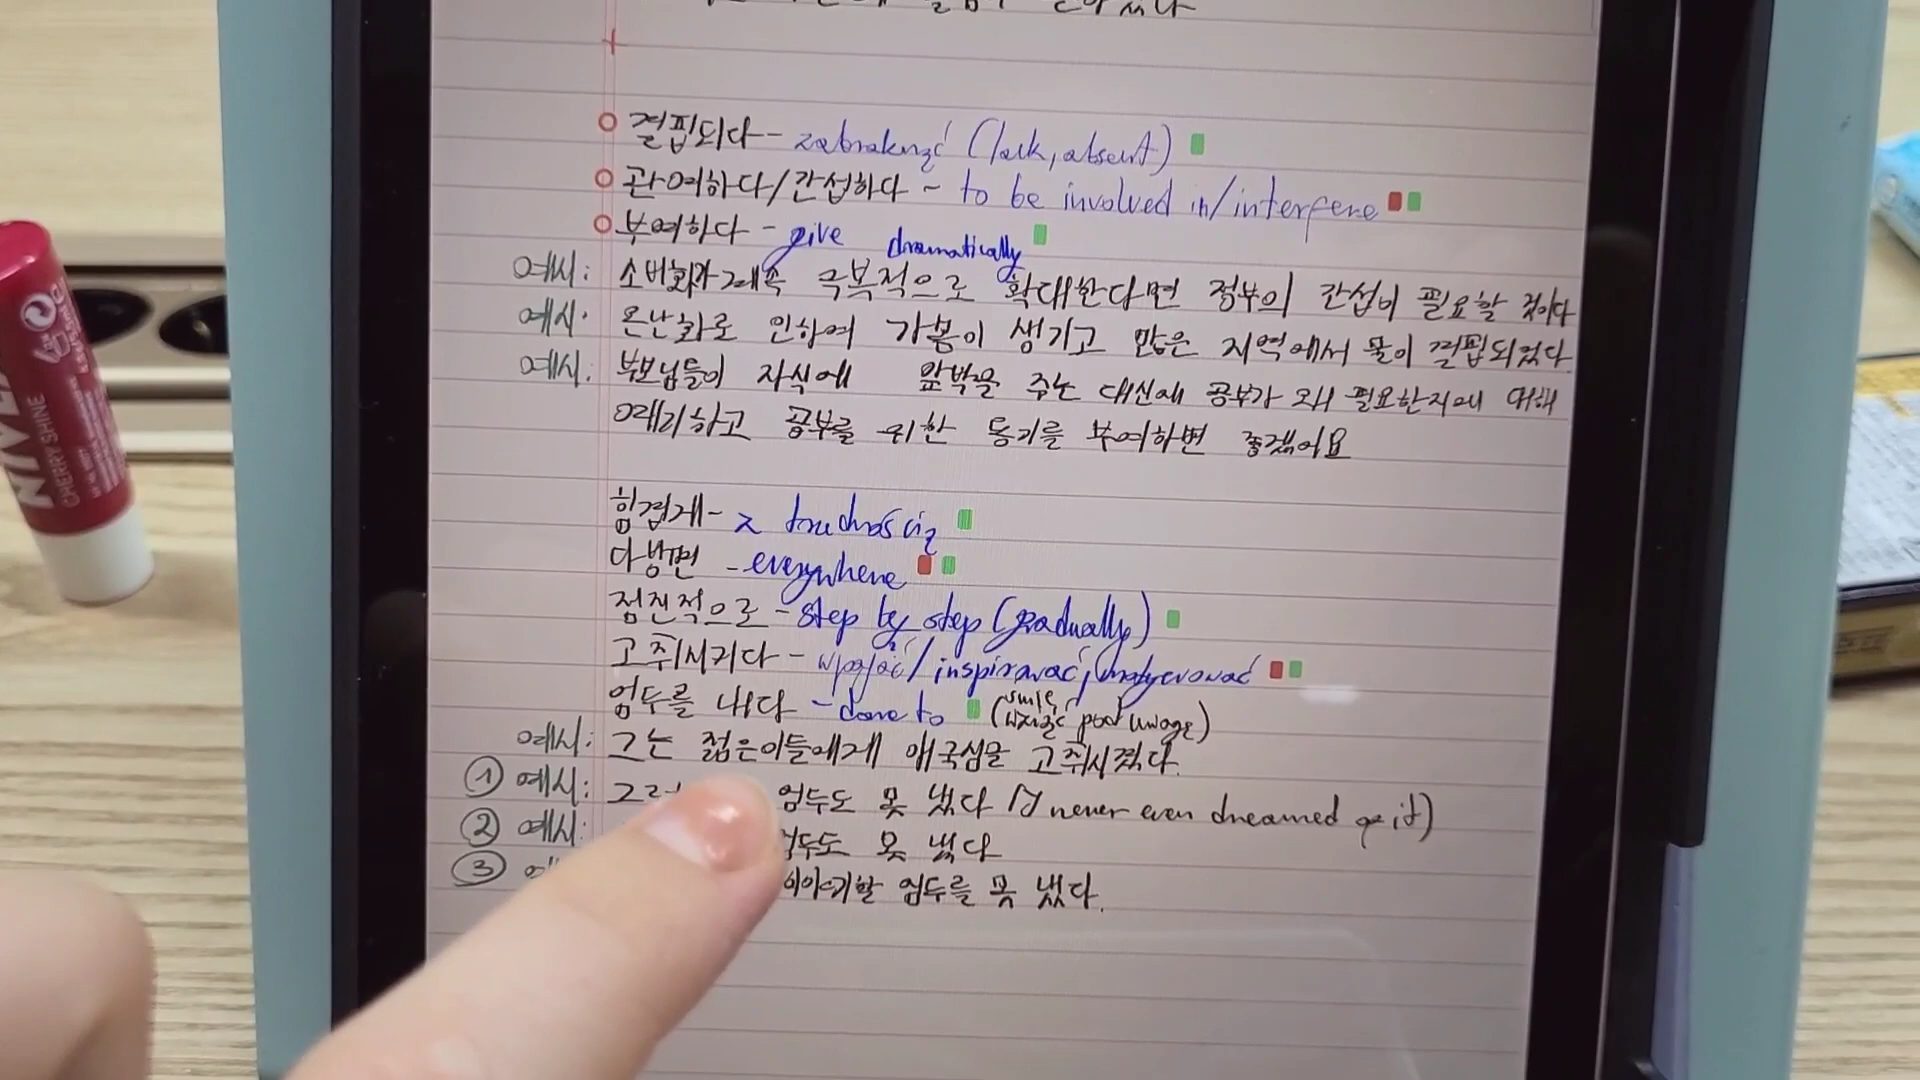 결핍되다 - zabraknąć (lack, absent)
관여하다/간섭하다 - to be involved in/interfere
부여하다 - give
dramatically
예시: 소비화가 계속 극복적으로 확대한다면 정부의 간섭이 필요할 것이다
예시: 온난화로 인하여 가뭄이 생기고 많은 지역에서 물이 결핍되었다.
예시: 부모님들이 자식에 앞박을 주는 대신에 공부가 왜 필요한지에 대해
얘리하고 공부를 위한 동기를 부여하면 좋겠어요
힘겹게 - z trudnością
다방면 - everywhere
점진적으로 - step by step (gradually)
고취시키다 - wpajać/inspirować,
엄두를 내다 - dare to
예시: 그는 젊은이들에게 애국심을 고취시켰다.
① 예시: 엄두도 못 냈다 (I never even dreamed of it)
② 예시: 엄두도 못 냈다
③ 이야기할 엄두를 못 냈다.
NIVEA
CHERRY SHINE